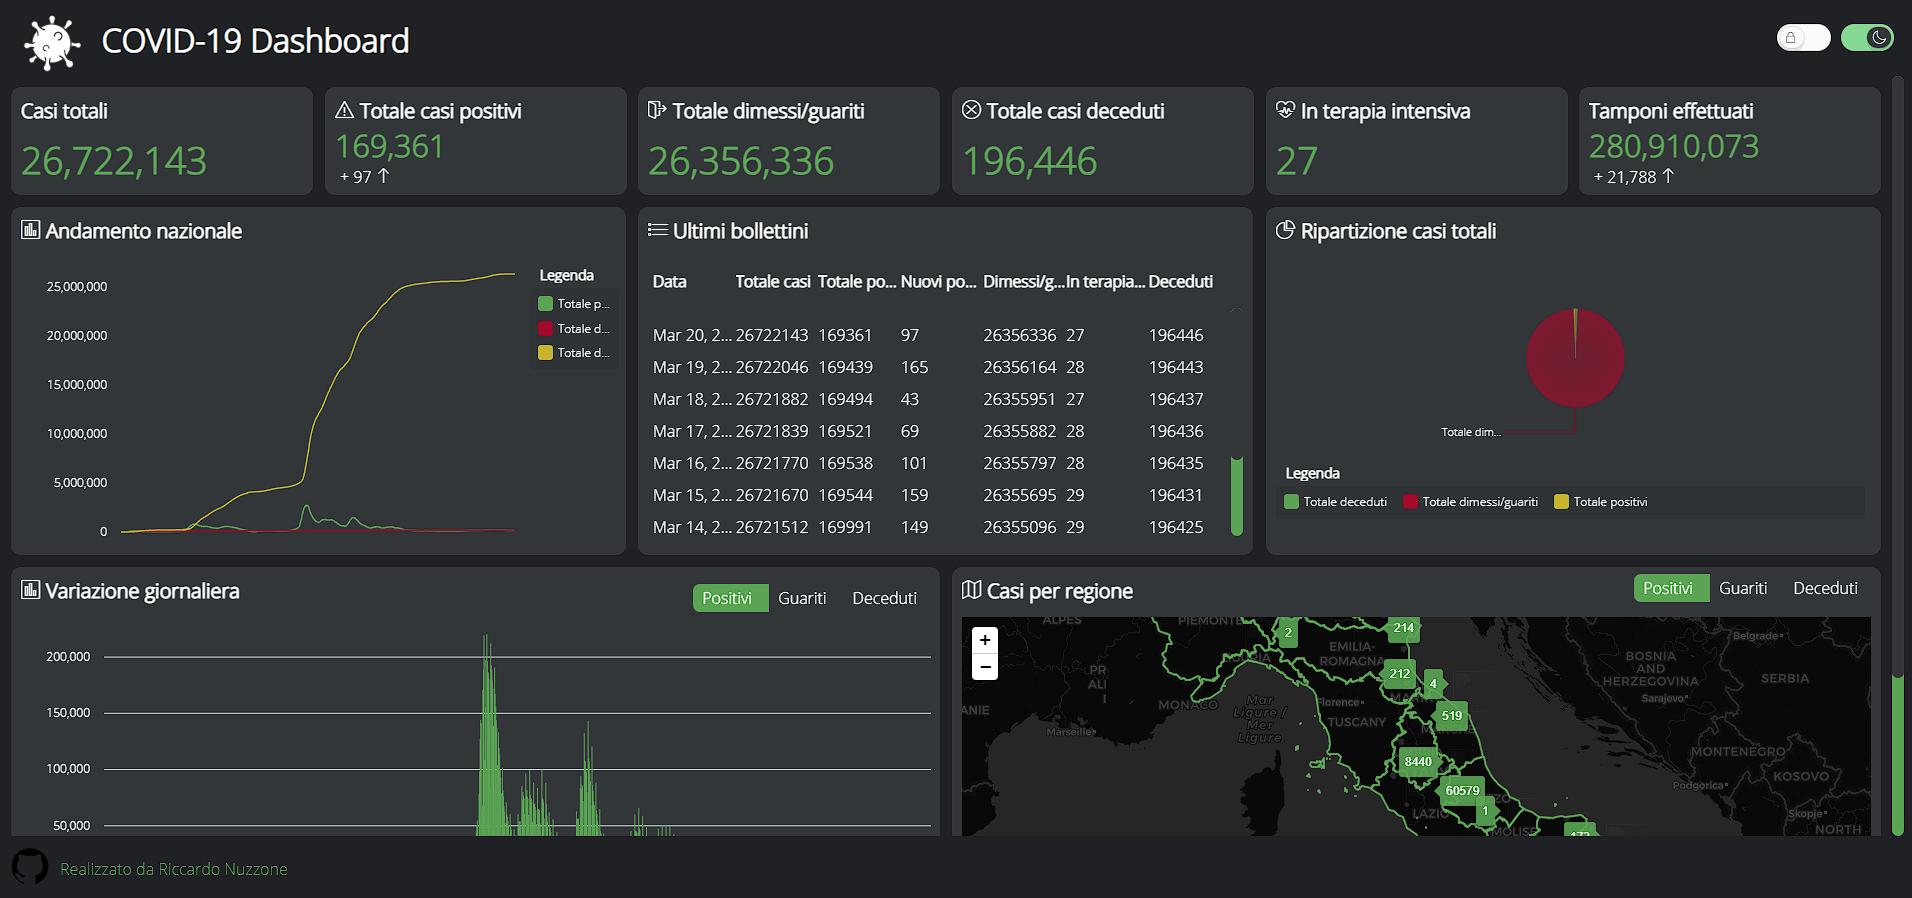 COVID-19 Dashboard
Casi totali
26,722,143
Totale casi positivi
169,361
+ 97 ↑
Totale dimessi/guariti
26,356,336
Totale casi deceduti
196,446
In terapia intensiva
27
Tamponi effettuati
280,910,073
+ 21,788 ↑
Andamento nazionale
25,000,000
20,000,000
15,000,000
10,000,000
5,000,000
0
Legenda
Totale p...
Totale d...
Totale d...
Ultimi bollettini
Data Totale casi Totale po... Nuovi po... Dimessi/g... In terapia... Deceduti
Mar 20, 2... 26722143 169361 97 26356336 27 196446
Mar 19, 2... 26722046 169439 165 26356164 28 196443
Mar 18, 2... 26721882 169494 43 26355951 27 196437
Mar 17, 2... 26721839 169521 69 26355882 28 196436
Mar 16, 2... 26721770 169538 101 26355797 28 196435
Mar 15, 2... 26721670 169544 159 26355695 29 196431
Mar 14, 2... 26721512 169991 149 26355096 29 196425
Ripartizione casi totali
Totale dim...
Legenda
Totale deceduti Totale dimessi/guariti Totale positivi
Variazione giornaliera
Positivi Guariti Deceduti
200,000
150,000
100,000
50,000
Casi per regione
Positivi Guariti Deceduti
+
−
ALPES
PIEMONTE
2
214
EMILIA-
ROMAGNA
212
4
519
8440
60579
1
MONACO
Mar
Ligure /
Mer
Ligure
Florence
TUSCANY
Marseille
LAZIO
MOLISE
Belgrade
BOSNIA
AND
HERZEGOVINA
Sarajevo
SERBIA
MONTENEGRO
KOSOVO
Podgorica
Skopje
NORTH
Realizzato da Riccardo Nuzzone